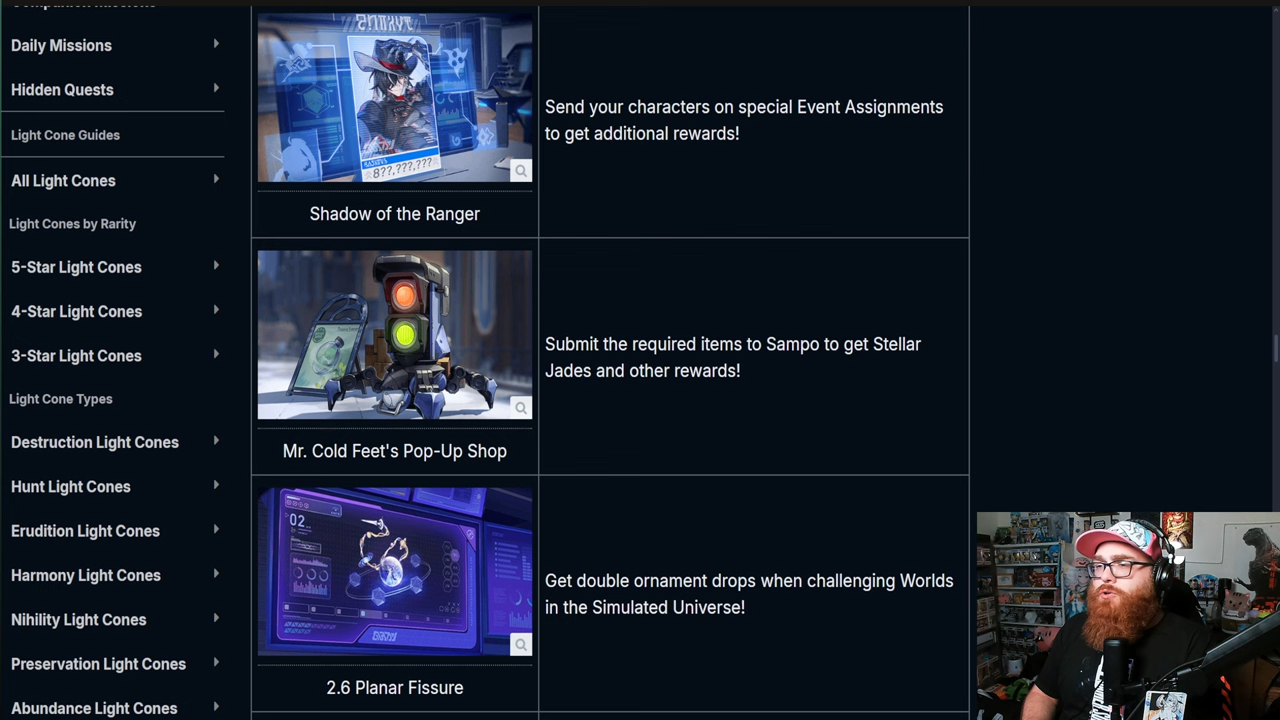 Daily Missions
Hidden Quests
Light Cone Guides
All Light Cones
Light Cones by Rarity
5-Star Light Cones
4-Star Light Cones
3-Star Light Cones
Light Cone Types
Destruction Light Cones
Hunt Light Cones
Erudition Light Cones
Harmony Light Cones
Nihility Light Cones
Preservation Light Cones
Abundance Light Cones
8??,???,???
Shadow of the Ranger
Send your characters on special Event Assignments
to get additional rewards!
Mr. Cold Feet's Pop-Up Shop
Submit the required items to Sampo to get Stellar
Jades and other rewards!
02
2.6 Planar Fissure
Get double ornament drops when challenging Worlds
in the Simulated Universe!